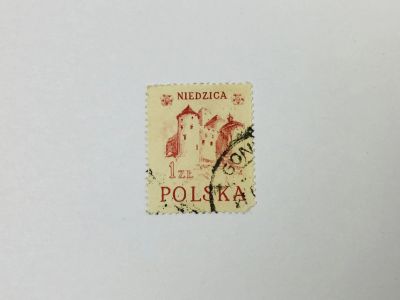 NIEDZICA
1 ZŁ
POLSKA